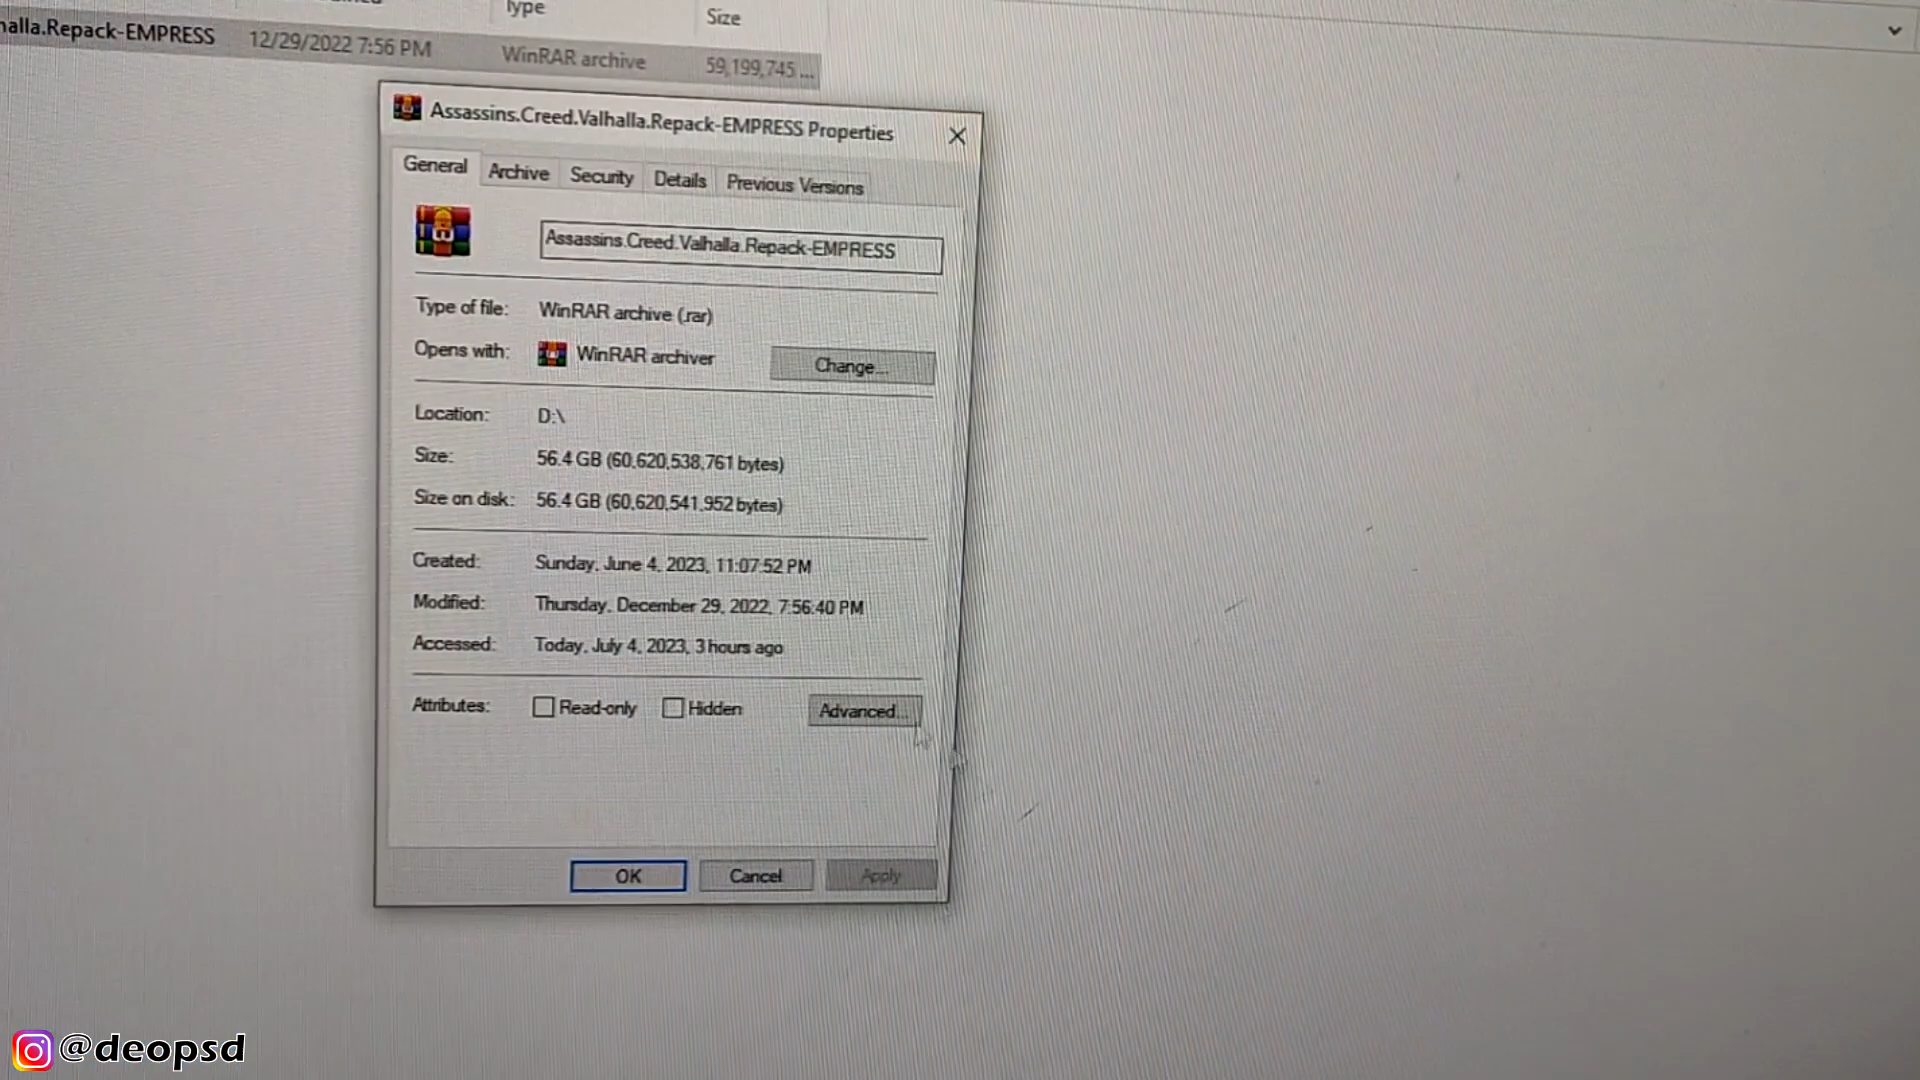 Type
Size
halla.Repack-EMPRESS 12/29/2022 7:56 PM WinRAR archive 59,199,745 ...
Assassins.Creed.Valhalla.Repack-EMPRESS Properties
General Archive Security Details Previous Versions
Assassins.Creed.Valhalla.Repack-EMPRESS
Type of file: WinRAR archive (.rar)
Opens with: WinRAR archiver Change...
Location: D:\
Size: 56.4 GB (60,620,538,761 bytes)
Size on disk: 56.4 GB (60,620,541,952 bytes)
Created: Sunday, June 4, 2023, 11:07:52 PM
Modified: Thursday, December 29, 2022, 7:56:40 PM
Accessed: Today, July 4, 2023, 3 hours ago
Attributes: Read-only Hidden Advanced...
OK Cancel Apply
@deopsd